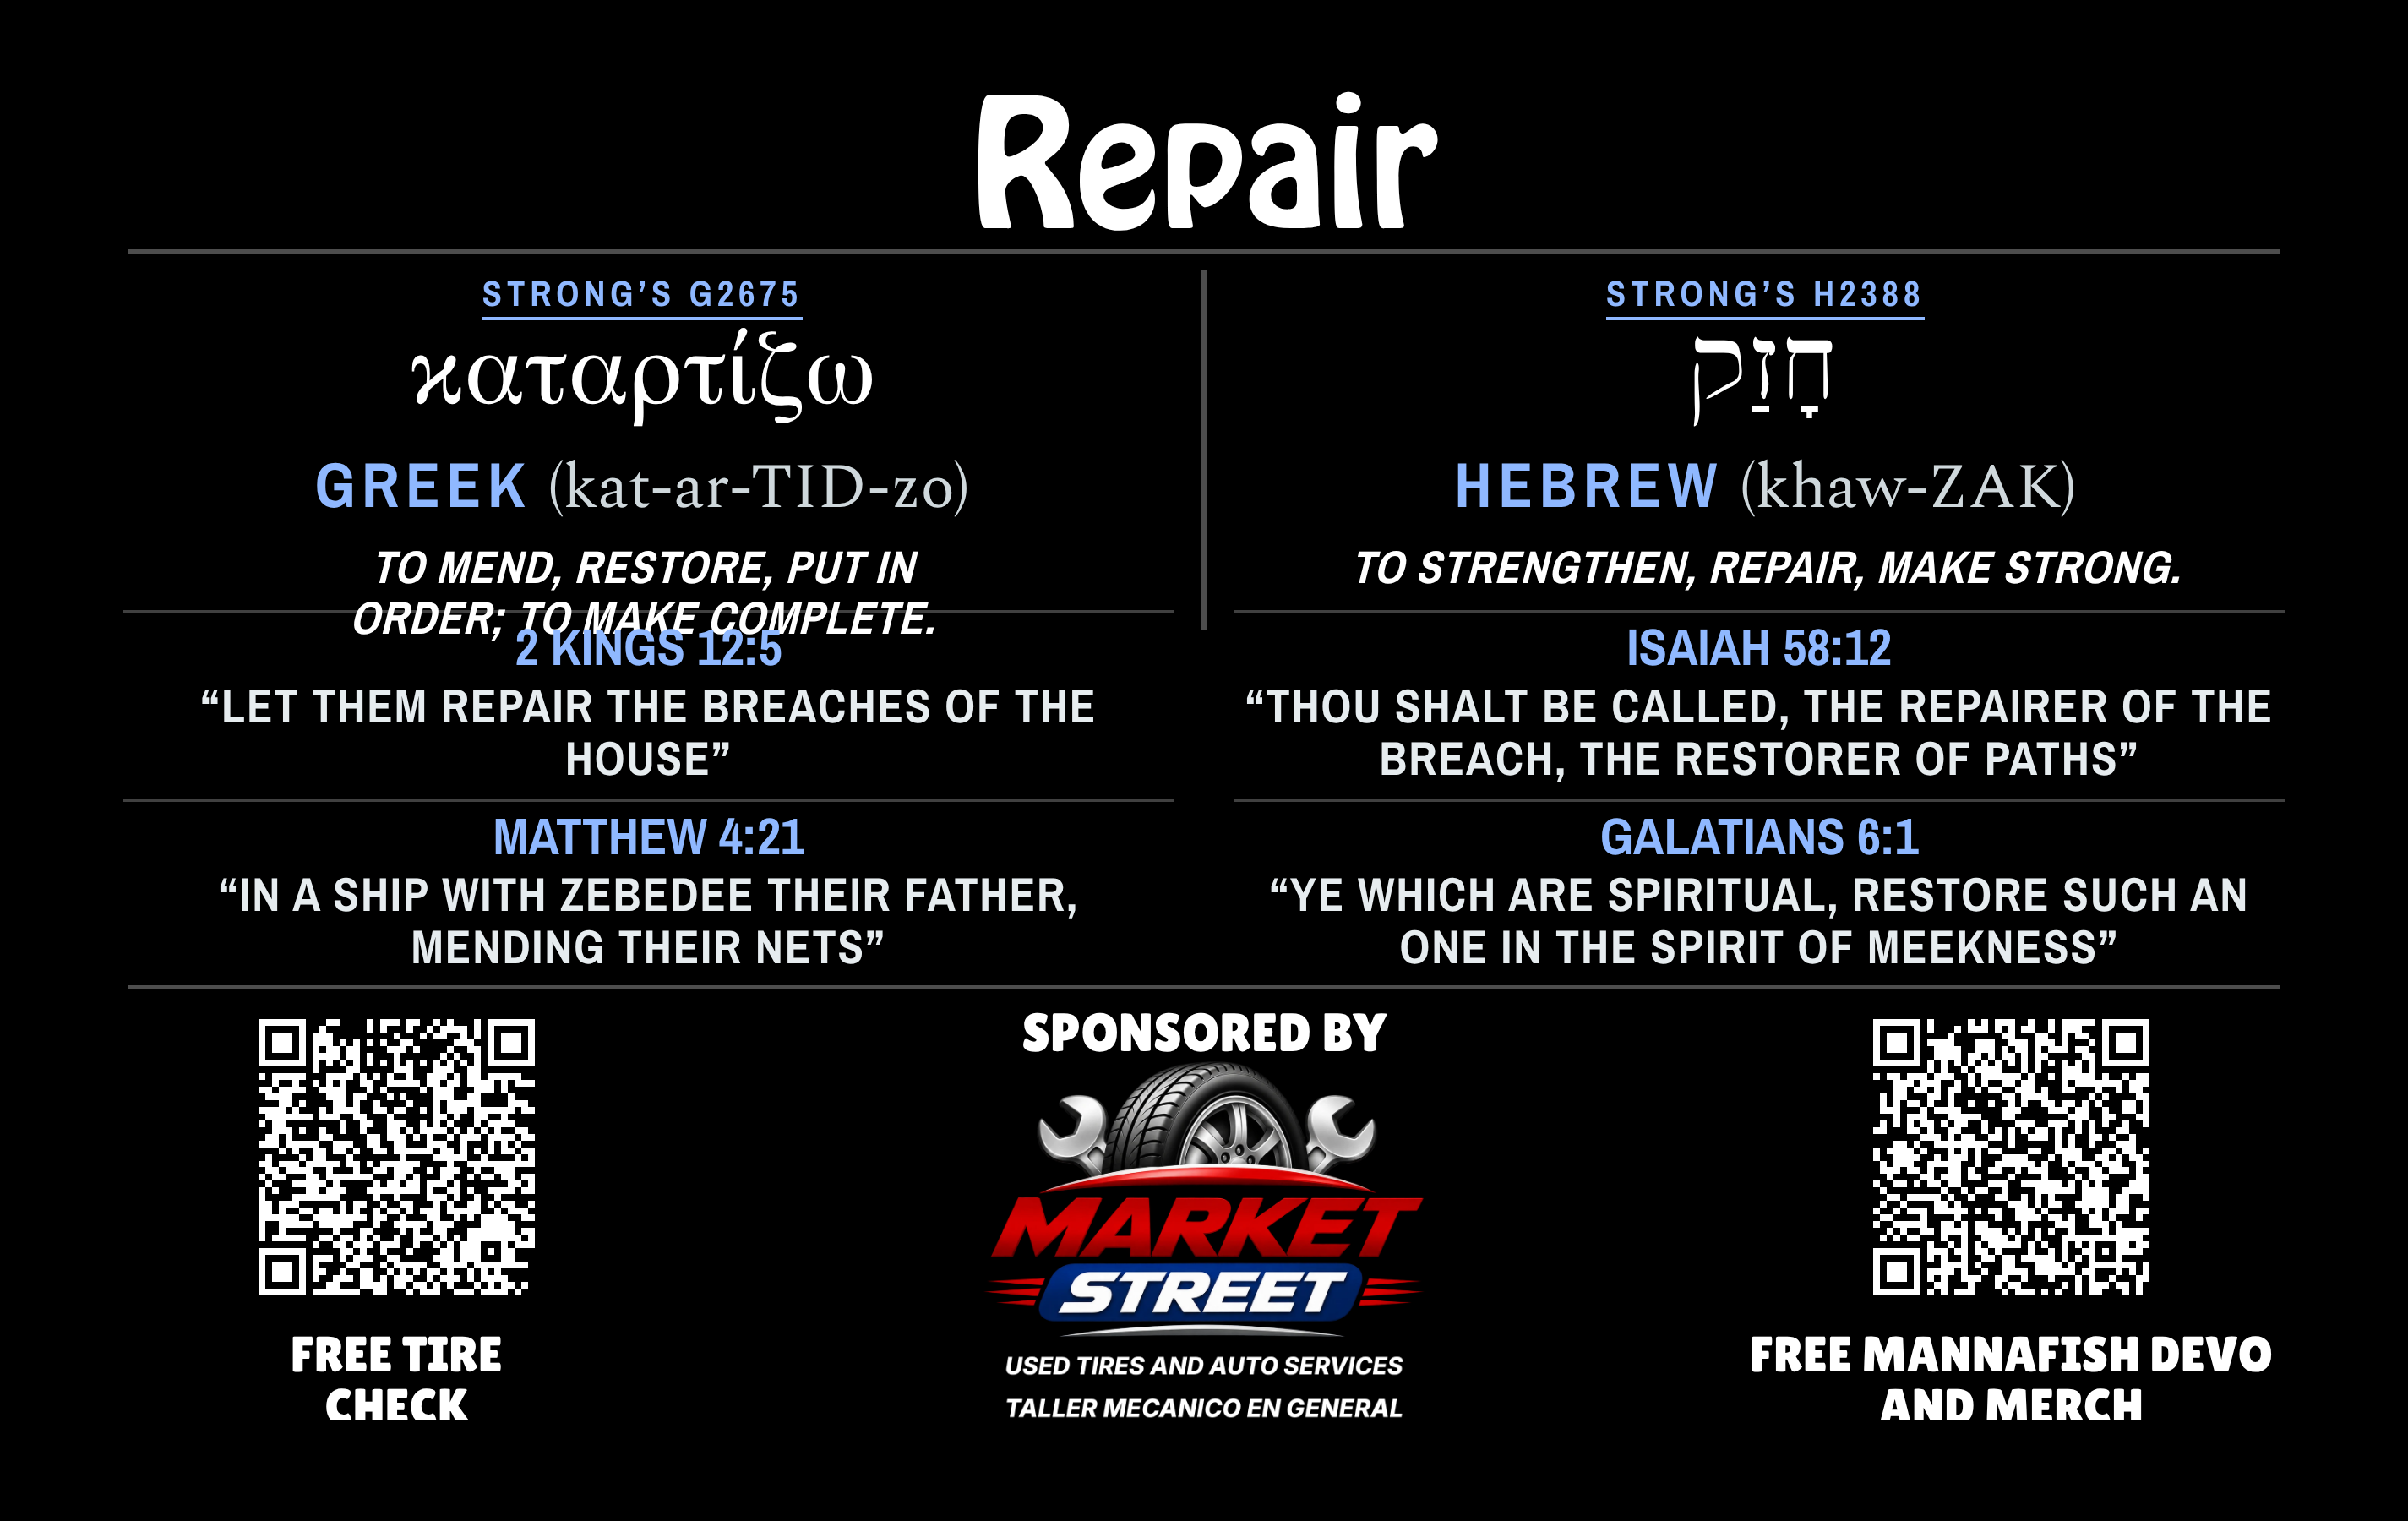 Repair
STRONG’S G2675
καταρτίζω
GREEK (kat-ar-TID-zo)
TO MEND, RESTORE, PUT IN
ORDER; TO MAKE COMPLETE.
STRONG’S H2388
חָזַק
HEBREW (khaw-ZAK)
TO STRENGTHEN, REPAIR, MAKE STRONG.
2 KINGS 12:5
“LET THEM REPAIR THE BREACHES OF THE
HOUSE”
ISAIAH 58:12
“THOU SHALT BE CALLED, THE REPAIRER OF THE
BREACH, THE RESTORER OF PATHS”
MATTHEW 4:21
“IN A SHIP WITH ZEBEDEE THEIR FATHER,
MENDING THEIR NETS”
GALATIANS 6:1
“YE WHICH ARE SPIRITUAL, RESTORE SUCH AN
ONE IN THE SPIRIT OF MEEKNESS”
FREE TIRE
CHECK
SPONSORED BY
MARKET
STREET
USED TIRES AND AUTO SERVICES
TALLER MECANICO EN GENERAL
FREE MANNAFISH DEVO
AND MERCH